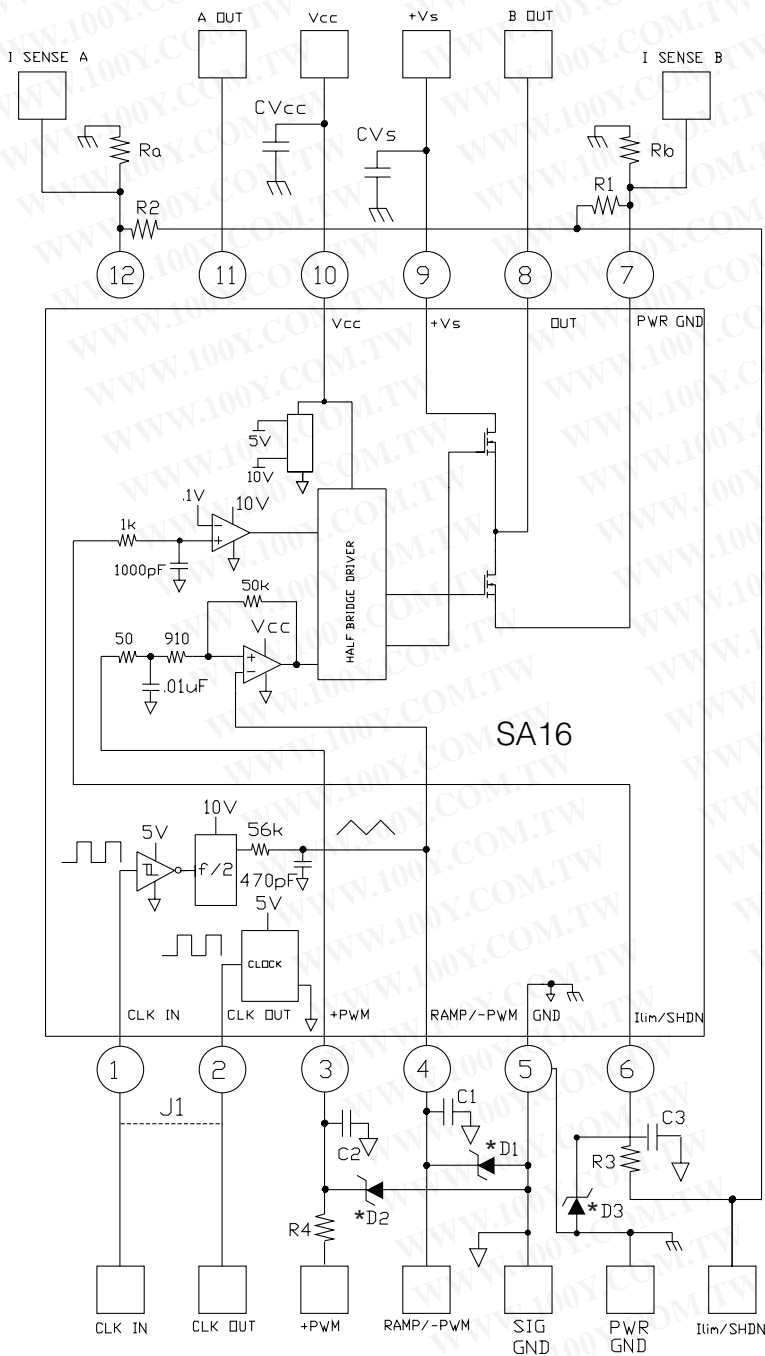 A OUT
Vcc
+Vs
B OUT
I SENSE A
I SENSE B
CVcc
CVs
Ra
Rb
R1
R2
12
11
10
9
8
7
Vcc
+Vs
OUT
PWR GND
5V
10V
.1V
10V
1k
1000pF
HALF BRIDGE DRIVER
50k
50
910
Vcc
.01uF
SA16
10V
5V
56k
f/2
470pF
5V
CLOCK
CLK IN
CLK OUT
+PWM
RAMP/-PWM
GND
Ilim/SHDN
1
2
3
4
5
6
J1
C1
C2
C3
*D1
R3
*D2
*D3
R4
CLK IN
CLK OUT
+PWM
RAMP/-PWM
SIG
GND
PWR
GND
Ilim/SHDN
WWW.100Y.COM.TW